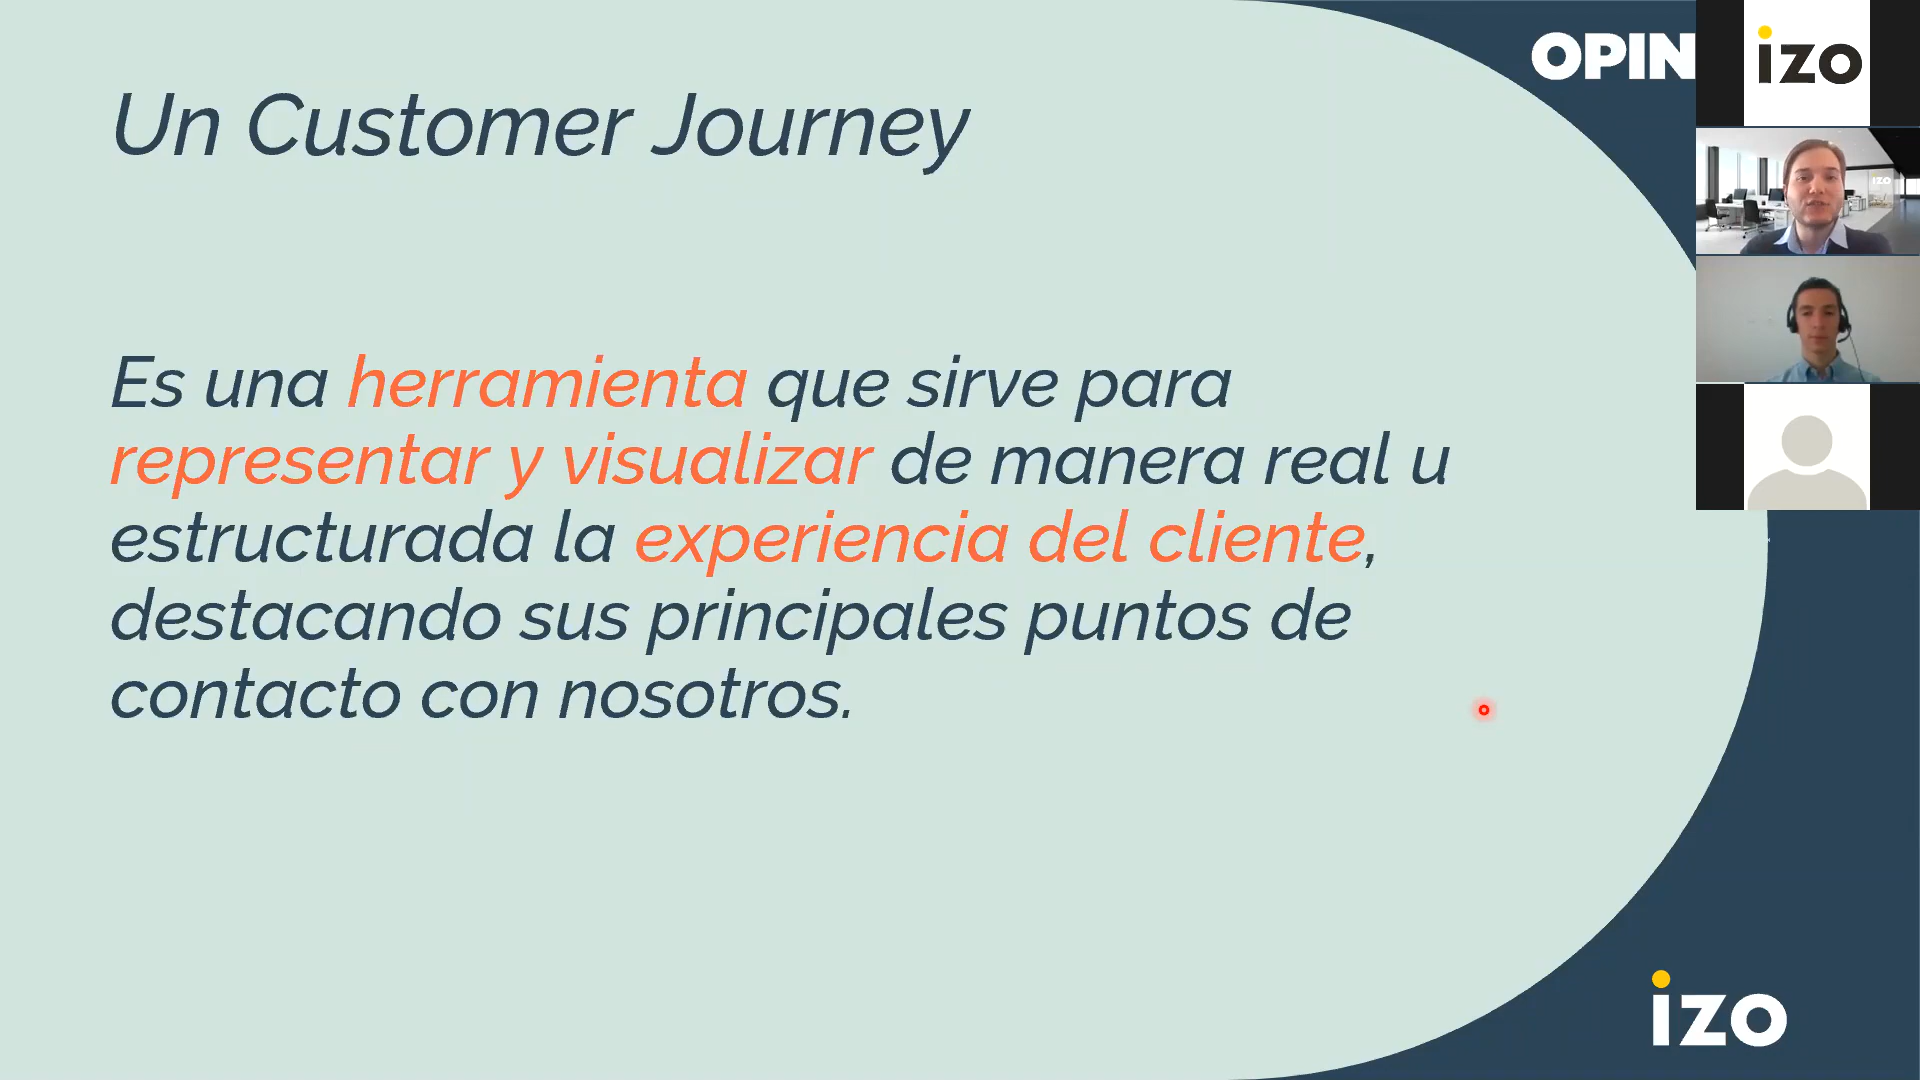 Un Customer Journey
OPIN
izo
izo
Es una herramienta que sirve para
representar y visualizar de manera real u
estructurada la experiencia del cliente,
destacando sus principales puntos de
contacto con nosotros.
izo